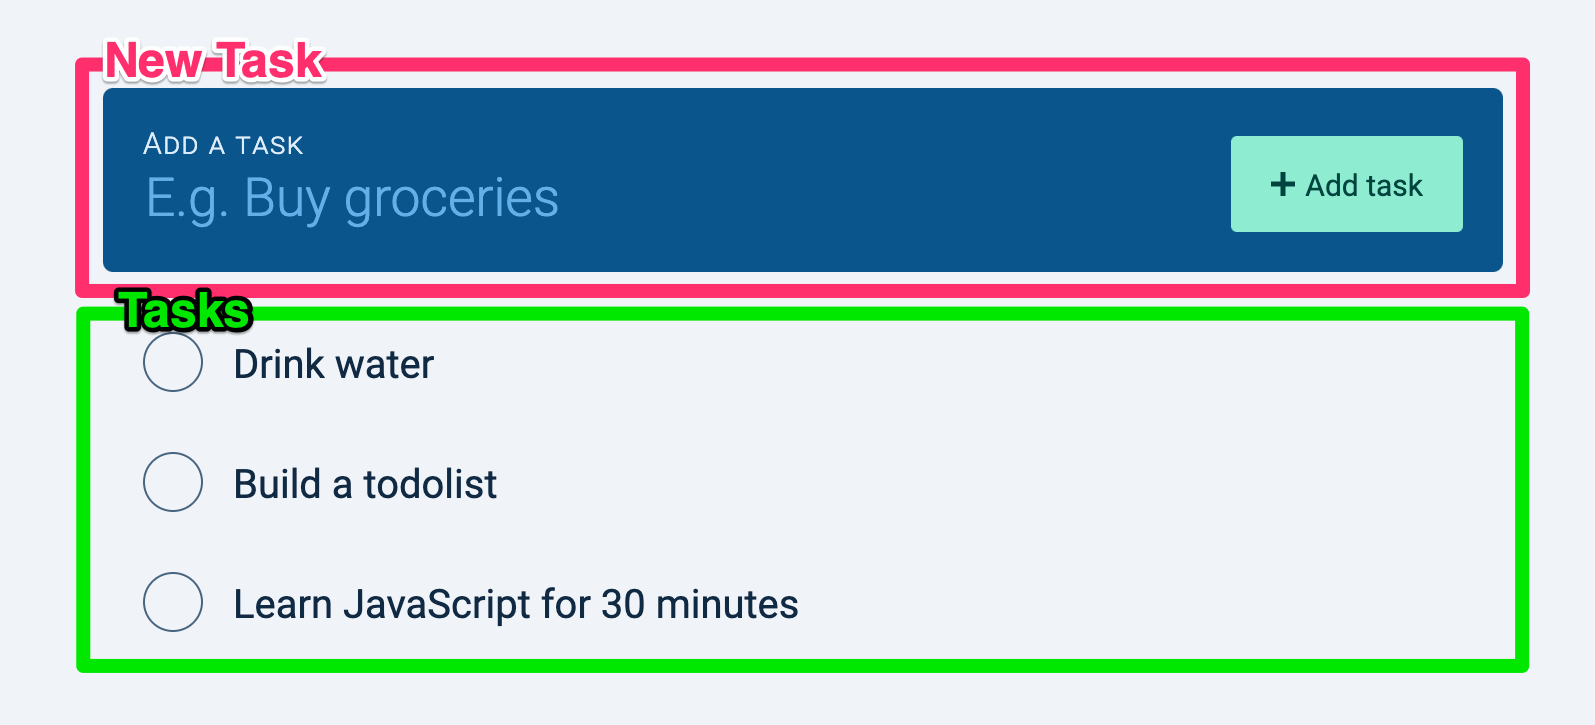 New Task
Add a task
E.g. Buy groceries
+ Add task
Tasks
Drink water
Build a todolist
Learn JavaScript for 30 minutes